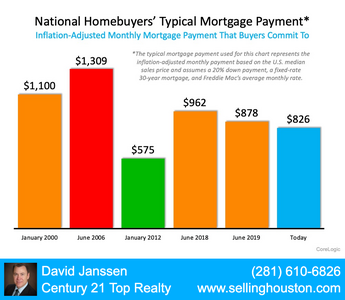 National Homebuyers' Typical Mortgage Payment*
Inflation-Adjusted Monthly Mortgage Payment That Buyers Commit To
*The typical mortgage payment used for this chart represents the
inflation-adjusted monthly payment based on the U.S. median
sales price and assumes a 20% down payment, a fixed-rate
30-year mortgage, and Freddie Mac's average monthly rate.
$1,100
$1,309
$575
$962
$878
$826
January 2000
June 2006
January 2012
June 2018
June 2019
Today
CoreLogic
David Janssen
Century 21 Top Realty
(281) 610-6826
www.sellinghouston.com